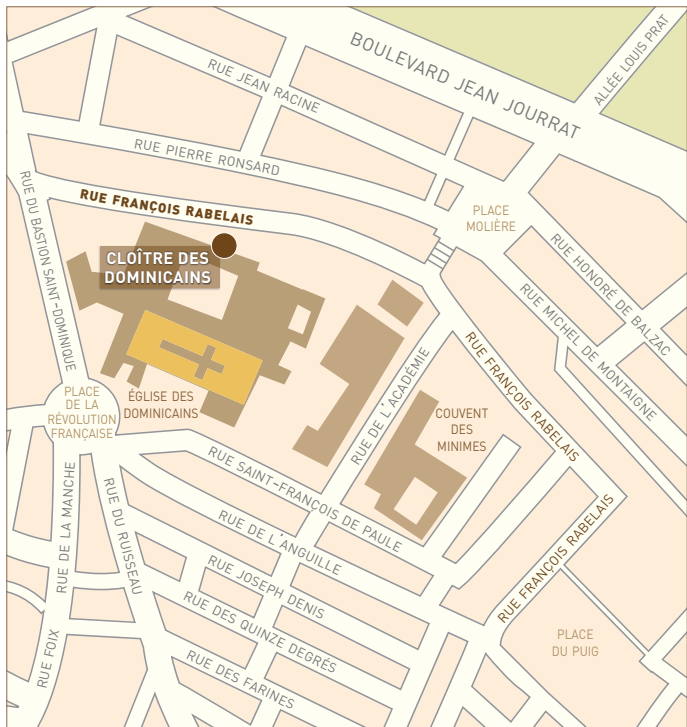 BOULEVARD JEAN JOURRAT
ALLÉE LOUIS PRAT
RUE JEAN RACINE
RUE PIERRE RONSARD
RUE FRANÇOIS RABELAIS
RUE DU BASTION SAINT-DOMINIQUE
PLACE
MOLIÈRE
CLOÎTRE DES
DOMINICAINS
RUE HONORÉ DE BALZAC
RUE MICHEL DE MONTAIGNE
RUE FRANÇOIS RABELAIS
RUE DE L'ACADÉMIE
PLACE
DE LA
RÉVOLUTION
FRANÇAISE
ÉGLISE DES
DOMINICAINS
COUVENT
DES
MINIMES
RUE SAINT-FRANÇOIS DE PAULE
RUE DE LA MANCHE
RUE DU RUISSEAU
RUE DE L'ANGUILLE
RUE FRANÇOIS RABELAIS
RUE JOSEPH DENIS
RUE DES QUINZE DEGRÉS
RUE FOIX
RUE DES FARINES
PLACE
DU PUIG